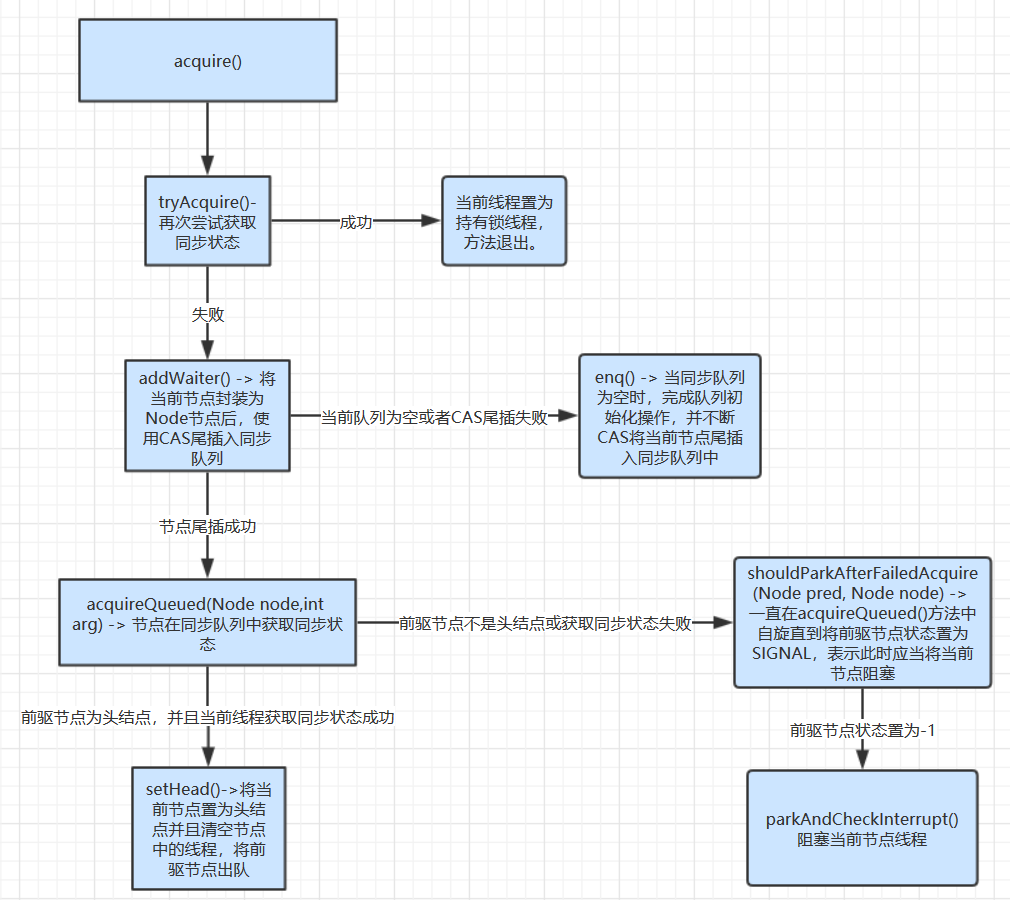 acquire()
tryAcquire()-
再次尝试获取
同步状态
成功
当前线程置为
持有锁线程，
方法退出。
失败
addWaiter() -> 将
当前节点封装为
Node节点后，使
用CAS尾插入同步
队列
当前队列为空或者CAS尾插失败
enq() -> 当同步队列
为空时，完成队列初
始化操作，并不断
CAS将当前节点尾插
入同步队列中
节点尾插成功
acquireQueued(Node node,int
arg) -> 节点在同步队列中获取同步状
态
前驱节点不是头结点或获取同步状态失败
shouldParkAfterFailedAcquire
(Node pred, Node node) ->
一直在acquireQueued()方法中
自旋直到将前驱节点状态置为
SIGNAL，表示此时应当将当前
节点阻塞
前驱节点为头结点，并且当前线程获取同步状态成功
前驱节点状态置为-1
setHead()->将当
前节点置为头结
点并且清空节点
中的线程，将前
驱节点出队
parkAndCheckInterrupt()
阻塞当前节点线程